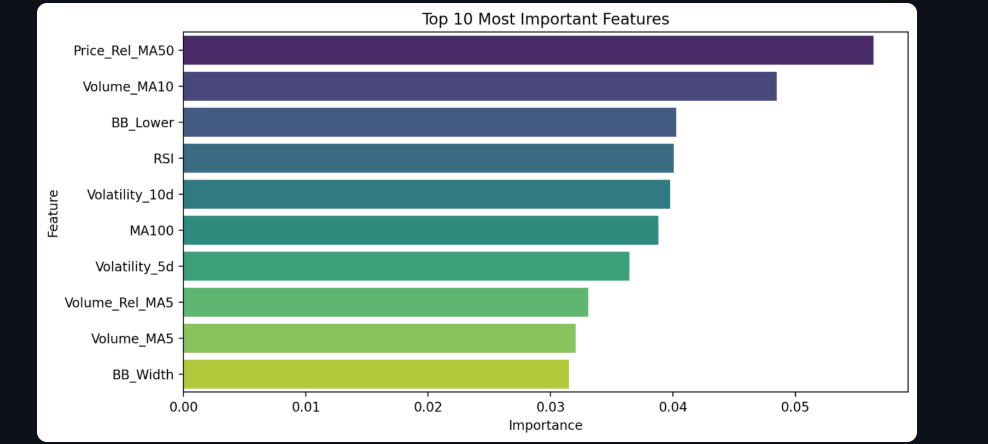 Top 10 Most Important Features
Price_Rel_MA50
Volume_MA10
BB_Lower
RSI
Volatility_10d
MA100
Volatility_5d
Volume_Rel_MA5
Volume_MA5
BB_Width
Feature
0.00 0.01 0.02 0.03 0.04 0.05
Importance